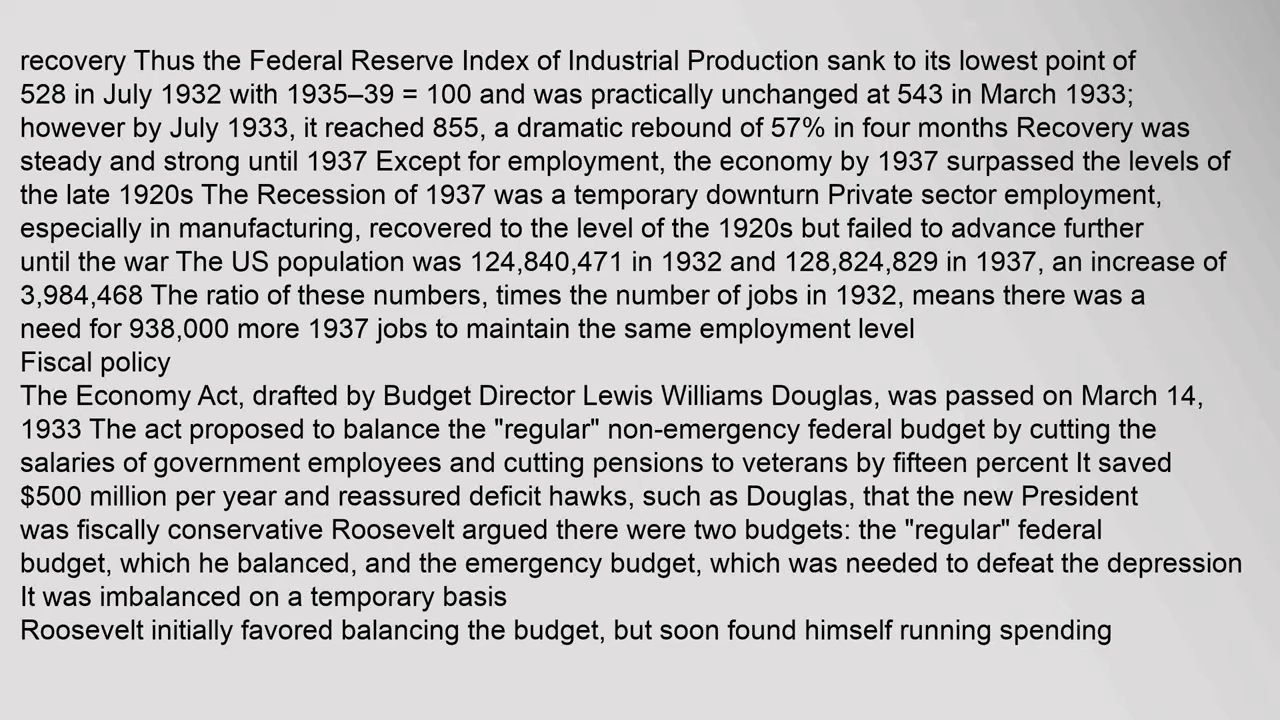 recovery Thus the Federal Reserve Index of Industrial Production sank to its lowest point of
528 in July 1932 with 1935–39 = 100 and was practically unchanged at 543 in March 1933;
however by July 1933, it reached 855, a dramatic rebound of 57% in four months Recovery was
steady and strong until 1937 Except for employment, the economy by 1937 surpassed the levels of
the late 1920s The Recession of 1937 was a temporary downturn Private sector employment,
especially in manufacturing, recovered to the level of the 1920s but failed to advance further
until the war The US population was 124,840,471 in 1932 and 128,824,829 in 1937, an increase of
3,984,468 The ratio of these numbers, times the number of jobs in 1932, means there was a
need for 938,000 more 1937 jobs to maintain the same employment level
Fiscal policy
The Economy Act, drafted by Budget Director Lewis Williams Douglas, was passed on March 14,
1933 The act proposed to balance the "regular" non-emergency federal budget by cutting the
salaries of government employees and cutting pensions to veterans by fifteen percent It saved
$500 million per year and reassured deficit hawks, such as Douglas, that the new President
was fiscally conservative Roosevelt argued there were two budgets: the "regular" federal
budget, which he balanced, and the emergency budget, which was needed to defeat the depression
It was imbalanced on a temporary basis
Roosevelt initially favored balancing the budget, but soon found himself running spending